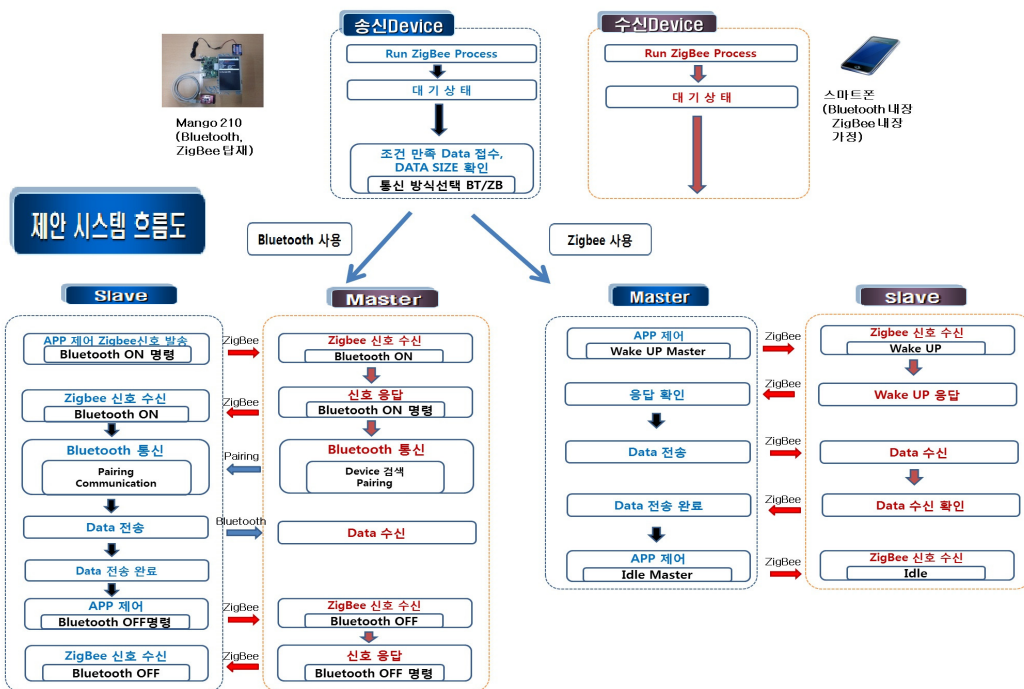 송신Device
Run ZigBee Process
대 기 상 태
조건 만족 Data 접수,
DATA SIZE 확인
통신 방식선택 BT/ZB
수신Device
Run ZigBee Process
대 기 상 태
Mango 210
(Bluetooth,
ZigBee 탑재)
스마트폰
(Bluetooth 내장
ZigBee 내장
가정)
제안 시스템 흐름도
Bluetooth 사용
Zigbee 사용
Slave
APP 제어 Zigbee신호 발송
Bluetooth ON 명령
Zigbee 신호 수신
Bluetooth ON
Bluetooth 통신
Pairing
Communication
Data 전송
Data 전송 완료
APP 제어
Bluetooth OFF명령
ZigBee 신호 수신
Bluetooth OFF
ZigBee
ZigBee
Pairing
Bluetooth
ZigBee
ZigBee
Master
Zigbee 신호 수신
Bluetooth ON
신호 응답
Bluetooth ON 명령
Bluetooth 통신
Device 검색
Pairing
Data 수신
ZigBee 신호 수신
Bluetooth OFF
신호 응답
Bluetooth OFF 명령
Master
APP 제어
Wake UP Master
응답 확인
Data 전송
Data 전송 완료
APP 제어
Idle Master
ZigBee
ZigBee
ZigBee
ZigBee
ZigBee
slave
Zigbee 신호 수신
Wake UP
Wake UP 응답
Data 수신
Data 수신 확인
ZigBee 신호 수신
Idle